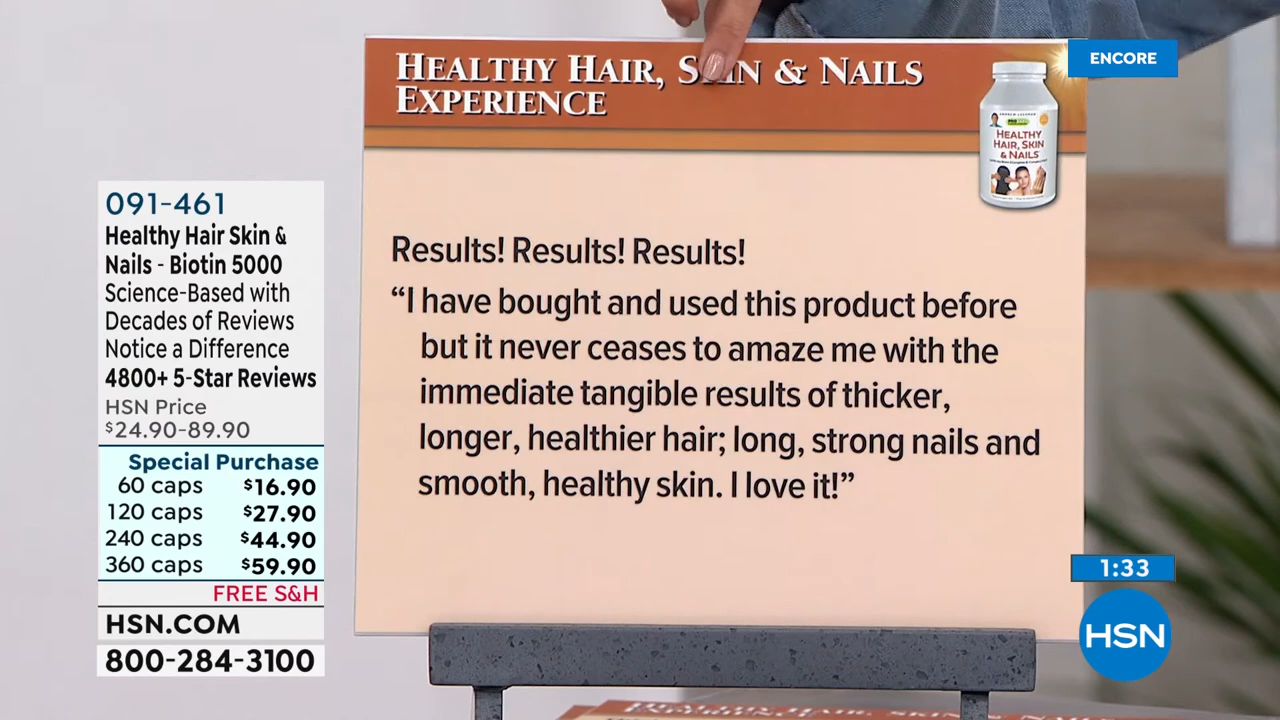 HEALTHY HAIR, SKIN & NAILS
EXPERIENCE
ENCORE
HEALTHY
HAIR, SKIN
& NAILS
Results! Results! Results!
“I have bought and used this product before
but it never ceases to amaze me with the
immediate tangible results of thicker,
longer, healthier hair; long, strong nails and
smooth, healthy skin. I love it!”
091-461
Healthy Hair Skin &
Nails - Biotin 5000
Science-Based with
Decades of Reviews
Notice a Difference
4800+ 5-Star Reviews
HSN Price
$24.90-89.90
Special Purchase
60 caps $16.90
120 caps $27.90
240 caps $44.90
360 caps $59.90
FREE S&H
HSN.COM
800-284-3100
1:33
HSN
HEALTHY HAIR, SKIN & NAILS
EXPERIENCE